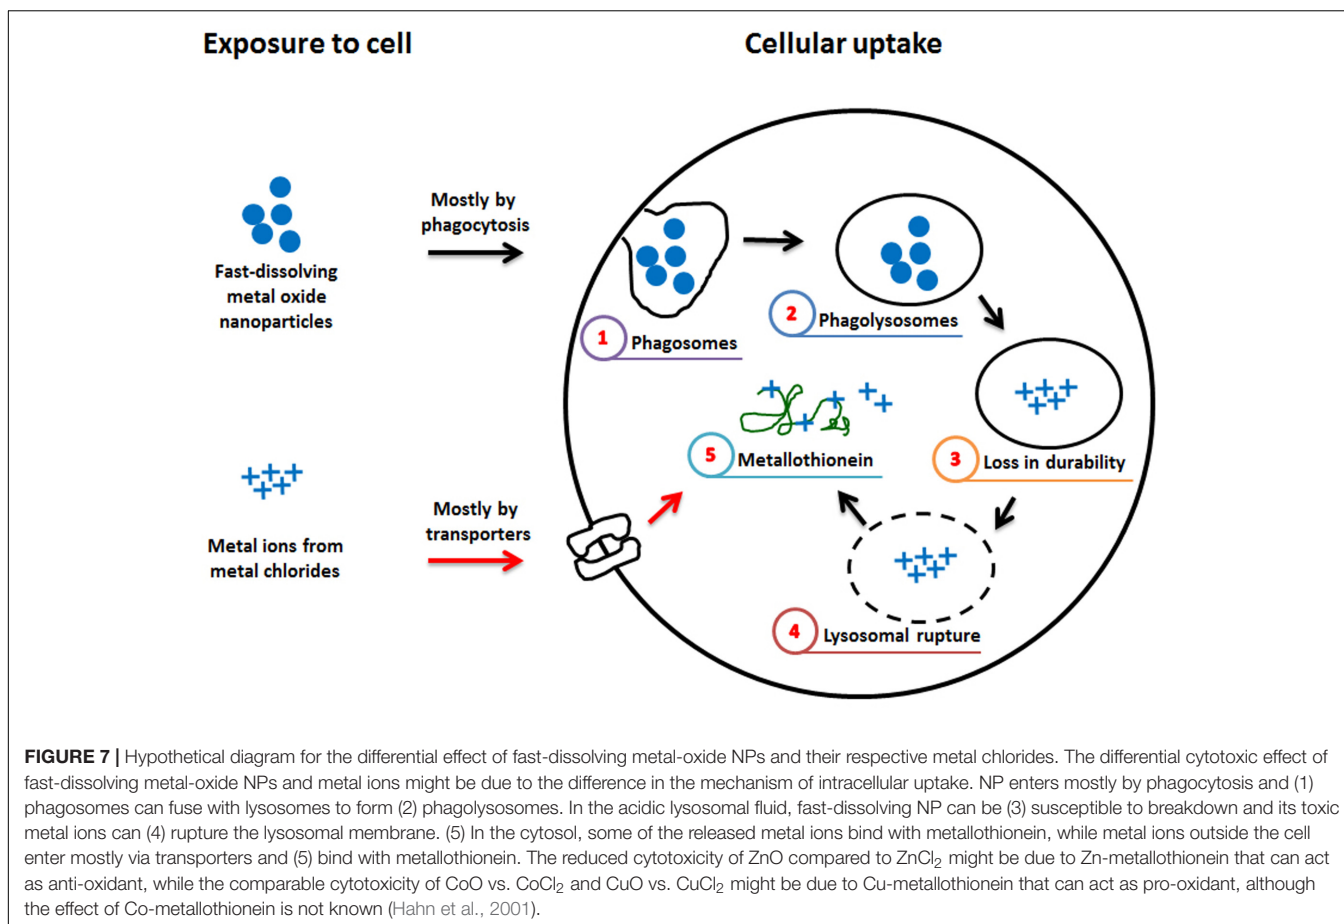 Exposure to cell
Cellular uptake
Mostly by
phagocytosis
Fast-dissolving
metal oxide
nanoparticles
1 Phagosomes
2 Phagolysosomes
3 Loss in durability
5 Metallothionein
4 Lysosomal rupture
Mostly by
transporters
Metal ions from
metal chlorides
FIGURE 7 | Hypothetical diagram for the differential effect of fast-dissolving metal-oxide NPs and their respective metal chlorides. The differential cytotoxic effect of
fast-dissolving metal-oxide NPs and metal ions might be due to the difference in the mechanism of intracellular uptake. NP enters mostly by phagocytosis and (1)
phagosomes can fuse with lysosomes to form (2) phagolysosomes. In the acidic lysosomal fluid, fast-dissolving NP can be (3) susceptible to breakdown and its toxic
metal ions can (4) rupture the lysosomal membrane. (5) In the cytosol, some of the released metal ions bind with metallothionein, while metal ions outside the cell
enter mostly via transporters and (5) bind with metallothionein. The reduced cytotoxicity of ZnO compared to ZnCl₂ might be due to Zn-metallothionein that can act
as anti-oxidant, while the comparable cytotoxicity of CoO vs. CoCl₂ and CuO vs. CuCl₂ might be due to Cu-metallothionein that can act as pro-oxidant, although
the effect of Co-metallothionein is not known (Hahn et al., 2001).